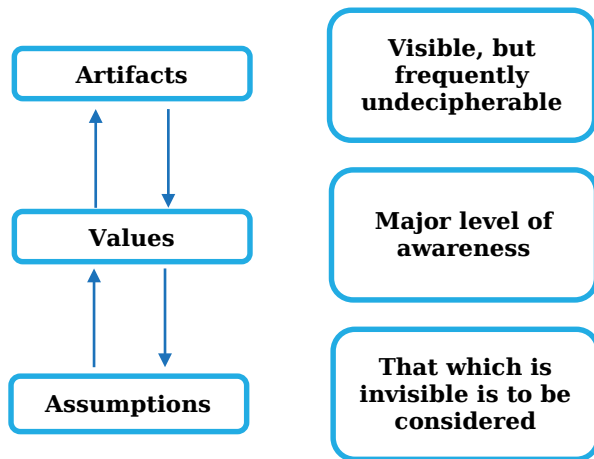 Artifacts
Visible, but
frequently
undecipherable
Values
Major level of
awareness
Assumptions
That which is
invisible is to be
considered